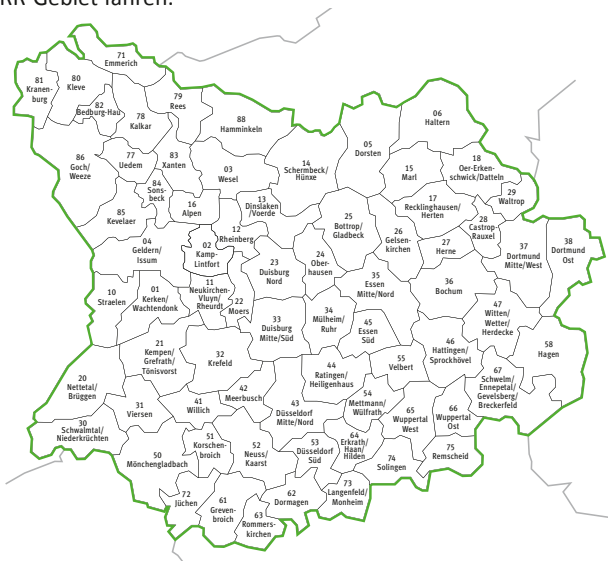 RR-Gebiet fahren.
71
Emmerich
81
Kranen-
burg
80
Kleve
82
Bedburg-Hau
79
Rees
78
Kalkar
88
Hamminkeln
06
Haltern
05
Dorsten
14
Schermbeck/
Hünxe
15
Marl
18
Oer-Erken-
schwick/Datteln
86
Goch/
Weeze
77
Uedem
83
Xanten
03
Wesel
84
Sons-
beck
16
Alpen
13
Dinslaken/
Voerde
17
Recklinghausen/
Herten
29
Waltrop
85
Kevelaer
12
Rheinberg
25
Bottrop/
Gladbeck
26
Gelsen-
kirchen
28
Castrop-
Rauxel
04
Geldern/
Issum
02
Kamp-
Lintfort
27
Herne
37
Dortmund
Mitte/West
38
Dortmund
Ost
23
Duisburg
Nord
24
Ober-
hausen
10
Straelen
01
Kerken/
Wachtendonk
11
Neukirchen-
Vluyn/
Rheurdt
22
Moers
35
Essen
Mitte/Nord
36
Bochum
33
Duisburg
Mitte/Süd
34
Mülheim/
Ruhr
45
Essen
Süd
47
Witten/
Wetter/
Herdecke
21
Kempen/
Grefrath/
Tönisvorst
32
Krefeld
46
Hattingen/
Sprockhövel
58
Hagen
20
Nettetal/
Brüggen
44
Ratingen/
Heiligenhaus
55
Velbert
67
Schwelm/
Ennepetal/
Gevelsberg/
Breckerfeld
31
Viersen
41
Willich
42
Meerbusch
43
Düsseldorf
Mitte/Nord
54
Mettmann/
Wülfrath
65
Wuppertal
West
66
Wuppertal
Ost
30
Schwalmtal/
Niederkrüchten
50
Mönchengladbach
51
Korschen-
broich
52
Neuss/
Kaarst
53
Düsseldorf
Süd
64
Erkrath/
Haan/
Hilden
74
Solingen
75
Remscheid
72
Jüchen
61
Greven-
broich
62
Dormagen
73
Langenfeld/
Monheim
63
Rommers-
kirchen